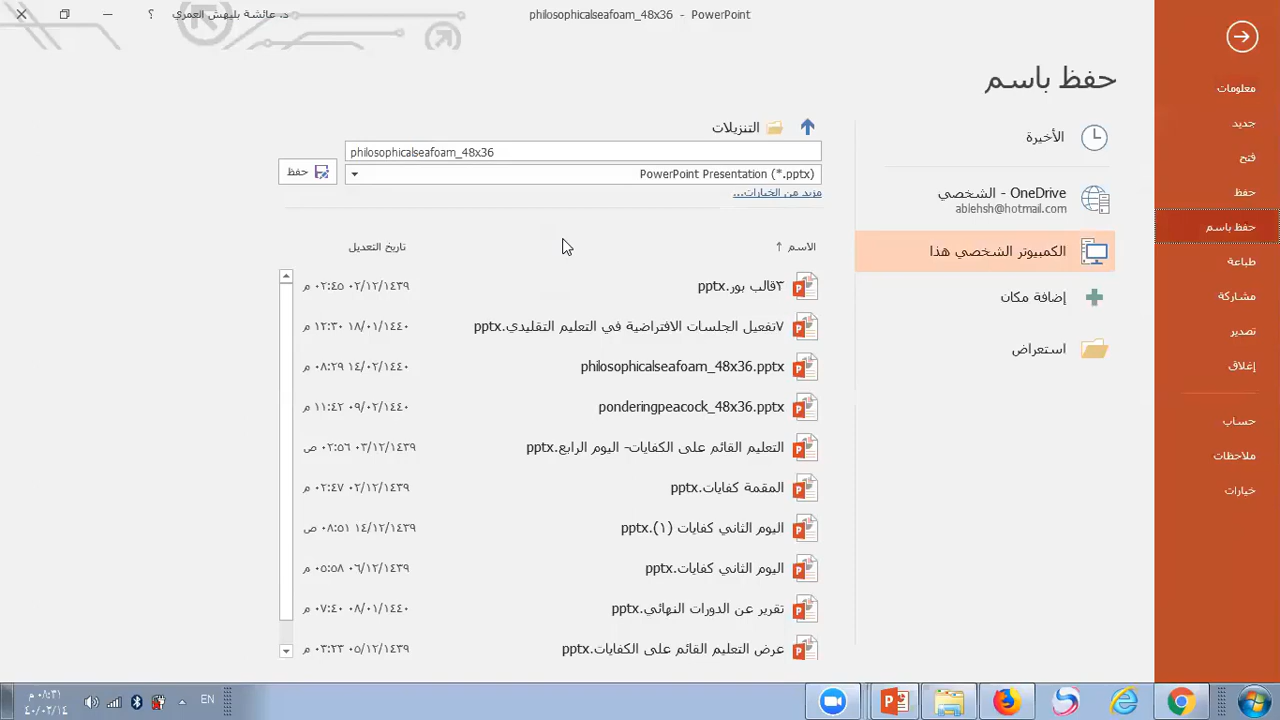 philosophicalseafoam_48x36 - PowerPoint
د. عائشة بليهش العمري
?
حفظ باسم
معلومات
جديد
فتح
حفظ
حفظ باسم
طباعة
مشاركة
تصدير
إغلاق
حساب
ملاحظات
خيارات
الأخيرة
OneDrive - الشخصي
ablehsh@hotmail.com
الكمبيوتر الشخصي هذا
إضافة مكان
استعراض
التنزيلات
philosophicalseafoam_48x36
PowerPoint Presentation (*.pptx)
حفظ
مزيد من الخيارات...
الاسم ↑ تاريخ التعديل
٣قالب بور.pptx ٠٢/١٢/١٤٣٩ ٠٢:٤٥ م
٧تفعيل الجلسات الافتراضية في التعليم التقليدي.pptx ١٨/٠١/١٤٤٠ ١٢:٣٠ م
philosophicalseafoam_48x36.pptx ١٤/٠٢/١٤٤٠ ٠٨:٢٩ م
ponderingpeacock_48x36.pptx ٠٩/٠٢/١٤٤٠ ١١:٤٢ م
التعليم القائم على الكفايات- اليوم الرابع.pptx ٠٣/١٢/١٤٣٩ ٠٢:٥٦ ص
المقمة كفايات.pptx ٠٢/١٢/١٤٣٩ ٠٢:٤٧ م
اليوم الثاني كفايات (١).pptx ١٤/١٢/١٤٣٩ ٠٨:٥١ ص
اليوم الثاني كفايات.pptx ٠٦/١٢/١٤٣٩ ٠٥:٥٨ م
تقرير عن الدورات النهائي.pptx ٠٨/٠١/١٤٤٠ ٠٧:٤٠ م
عرض التعليم القائم على الكفايات.pptx ٠٥/١٢/١٤٣٩ ٠٣:٢٣ م
EN
٠٨:٣١ م
٤٠/٠٢/١٤